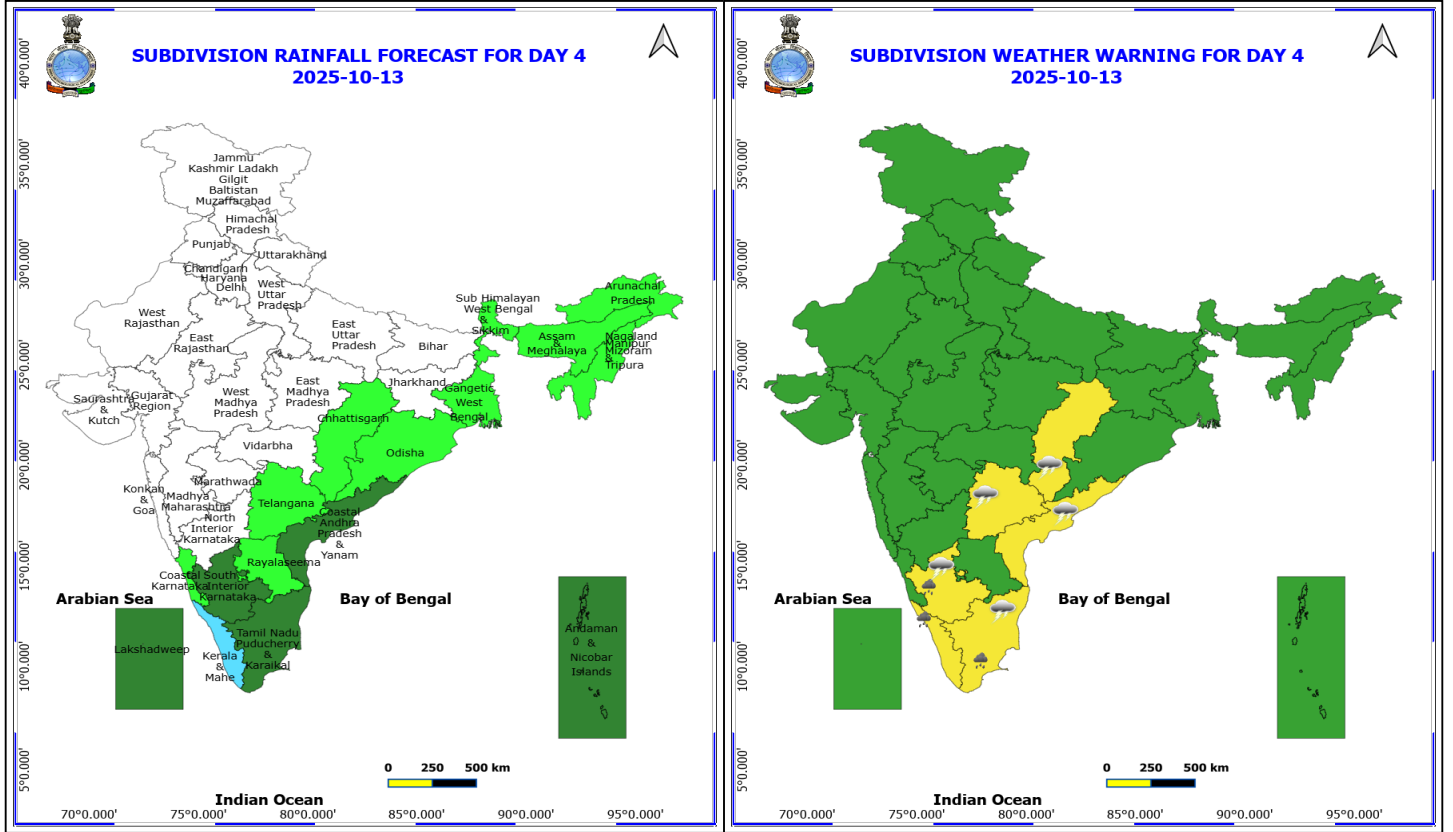 SUBDIVISION RAINFALL FORECAST FOR DAY 4
2025-10-13
40°0.000'
35°0.000'
30°0.000'
25°0.000'
20°0.000'
15°0.000'
10°0.000'
5°0.000'
Jammu
Kashmir Ladakh
Gilgit
Baltistan
Muzaffarabad
Himachal
Pradesh
Punjab
Uttarakhand
Chandigarh
Haryana
Delhi
West
Uttar
Pradesh
West
Rajasthan
East
Rajasthan
East
Uttar
Pradesh
Bihar
Sub Himalayan
West Bengal
&
Sikkim
Arunachal
Pradesh
Assam
&
Meghalaya
Nagaland
Manipur
Mizoram
&
Tripura
Saurashtra
&
Kutch
Gujarat
Region
West
Madhya
Pradesh
East
Madhya
Pradesh
Jharkhand
Gangetic
West
Bengal
Chhattisgarh
Odisha
Vidarbha
Marathwada
Konkan
&
Goa
Madhya
Maharashtra
North
Interior
Karnataka
Telangana
Coastal
Andhra
Pradesh
&
Yanam
Rayalaseema
Coastal
Karnataka
South
Interior
Karnataka
Arabian Sea
Bay of Bengal
Lakshadweep
Kerala
&
Mahe
Tamil Nadu
Puducherry
&
Karaikal
Andaman
&
Nicobar
Islands
0 250 500 km
Indian Ocean
70°0.000' 75°0.000' 80°0.000' 85°0.000' 90°0.000' 95°0.000'
SUBDIVISION WEATHER WARNING FOR DAY 4
2025-10-13
40°0.000'
35°0.000'
30°0.000'
25°0.000'
20°0.000'
15°0.000'
10°0.000'
5°0.000'
Arabian Sea
Bay of Bengal
0 250 500 km
Indian Ocean
70°0.000' 75°0.000' 80°0.000' 85°0.000' 90°0.000' 95°0.000'